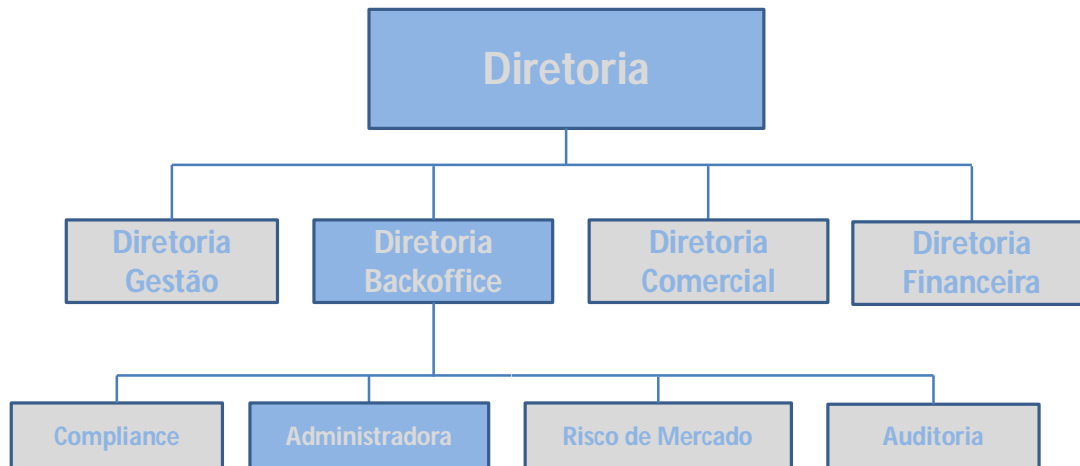 Diretoria
Diretoria
Gestão
Diretoria
Backoffice
Diretoria
Comercial
Diretoria
Financeira
Compliance
Administradora
Risco de Mercado
Auditoria